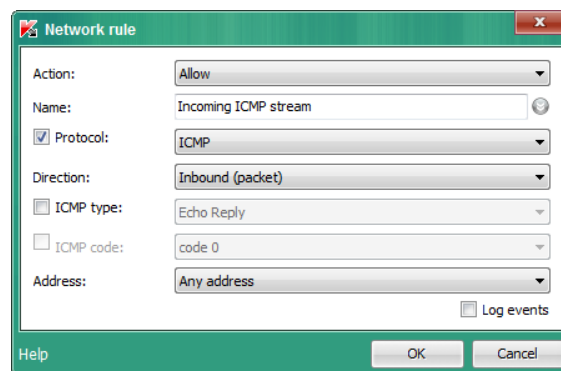 Network rule
x
Action: Allow
Name: Incoming ICMP stream
Protocol: ICMP
Direction: Inbound (packet)
ICMP type: Echo Reply
ICMP code: code 0
Address: Any address
Log events
Help OK Cancel